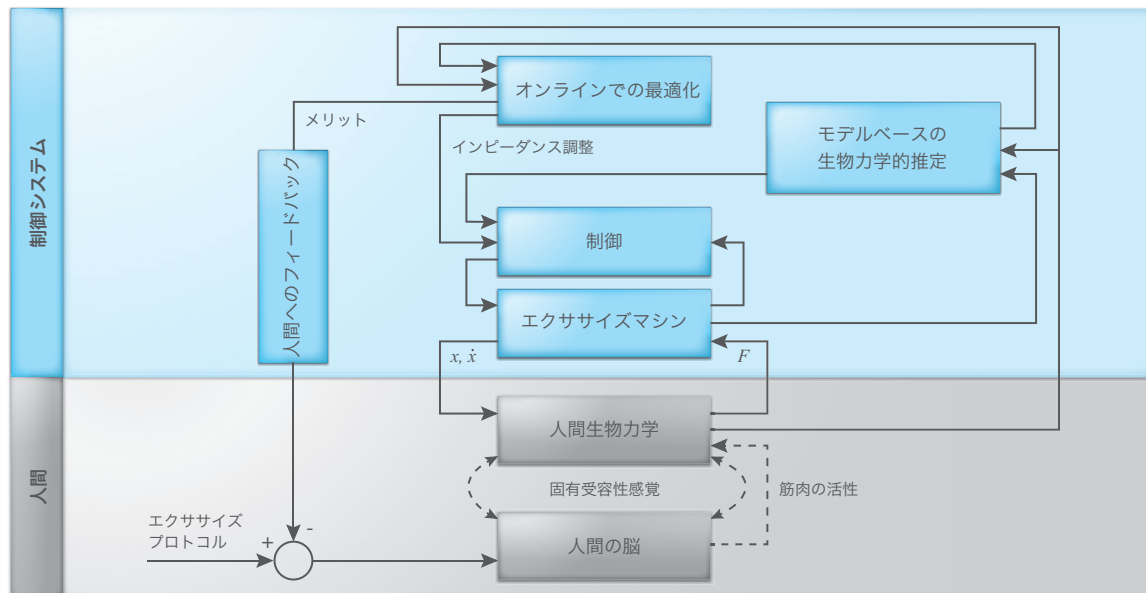 制御システム
オンラインでの最適化
メリット
インピーダンス調整
モデルベースの
生物力学的推定
人間へのフィードバック
制御
エクササイズマシン
x, ẋ
F
人間
人間生物力学
固有受容性感覚
筋肉の活性
エクササイズ
プロトコル
+
-
人間の脳